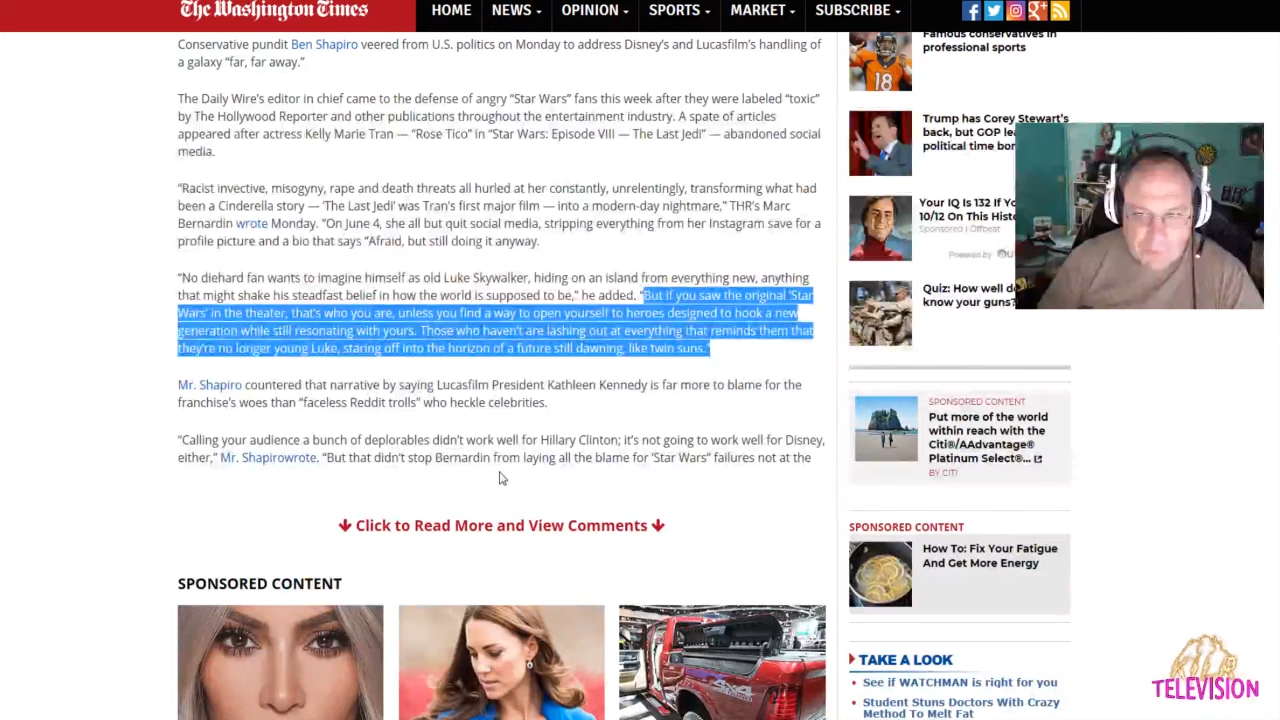 The Washington Times
HOME
NEWS
OPINION
SPORTS
MARKET
SUBSCRIBE
Conservative pundit Ben Shapiro veered from U.S. politics on Monday to address Disney's and Lucasfilm's handling of
a galaxy "far, far away."
The Daily Wire's editor in chief came to the defense of angry "Star Wars" fans this week after they were labeled "toxic"
by The Hollywood Reporter and other publications throughout the entertainment industry. A spate of articles
appeared after actress Kelly Marie Tran — "Rose Tico" in "Star Wars: Episode VIII — The Last Jedi" — abandoned social
media.
"Racist invective, misogyny, rape and death threats all hurled at her constantly, unrelentingly, transforming what had
been a Cinderella story — 'The Last Jedi' was Tran's first major film — into a modern-day nightmare," THR's Marc
Bernardin wrote Monday. "On June 4, she all but quit social media, stripping everything from her Instagram save for a
profile picture and a bio that says "Afraid, but still doing it anyway.
"No diehard fan wants to imagine himself as old Luke Skywalker, hiding on an island from everything new, anything
that might shake his steadfast belief in how the world is supposed to be," he added. "But if you saw the original 'Star
Wars' in the theater, that's who you are, unless you find a way to open yourself to heroes designed to hook a new
generation while still resonating with yours. Those who haven't are lashing out at everything that reminds them that
they're no longer young Luke, staring off into the horizon of a future still dawning, like twin suns."
Mr. Shapiro countered that narrative by saying Lucasfilm President Kathleen Kennedy is far more to blame for the
franchise's woes than "faceless Reddit trolls" who heckle celebrities.
"Calling your audience a bunch of deplorables didn't work well for Hillary Clinton; it's not going to work well for Disney,
either," Mr. Shapirowrote. "But that didn't stop Bernardin from laying all the blame for 'Star Wars" failures not at the
Click to Read More and View Comments
SPONSORED CONTENT
Famous conservatives in
professional sports
Trump has Corey Stewart's
back, but GOP
political time
Your IQ Is 132 If Y
10/12 On This
Sponsored | Offbeat
Powered by
Quiz: How well
know your guns?
SPONSORED CONTENT
Put more of the world
within reach with the
Citi®/AAdvantage®
Platinum Select®...
BY CITI
SPONSORED CONTENT
How To: Fix Your Fatigue
And Get More Energy
TAKE A LOOK
• See if WATCHMAN is right for you
• Student Stuns Doctors With Crazy
Method To Melt Fat
TELEVISION